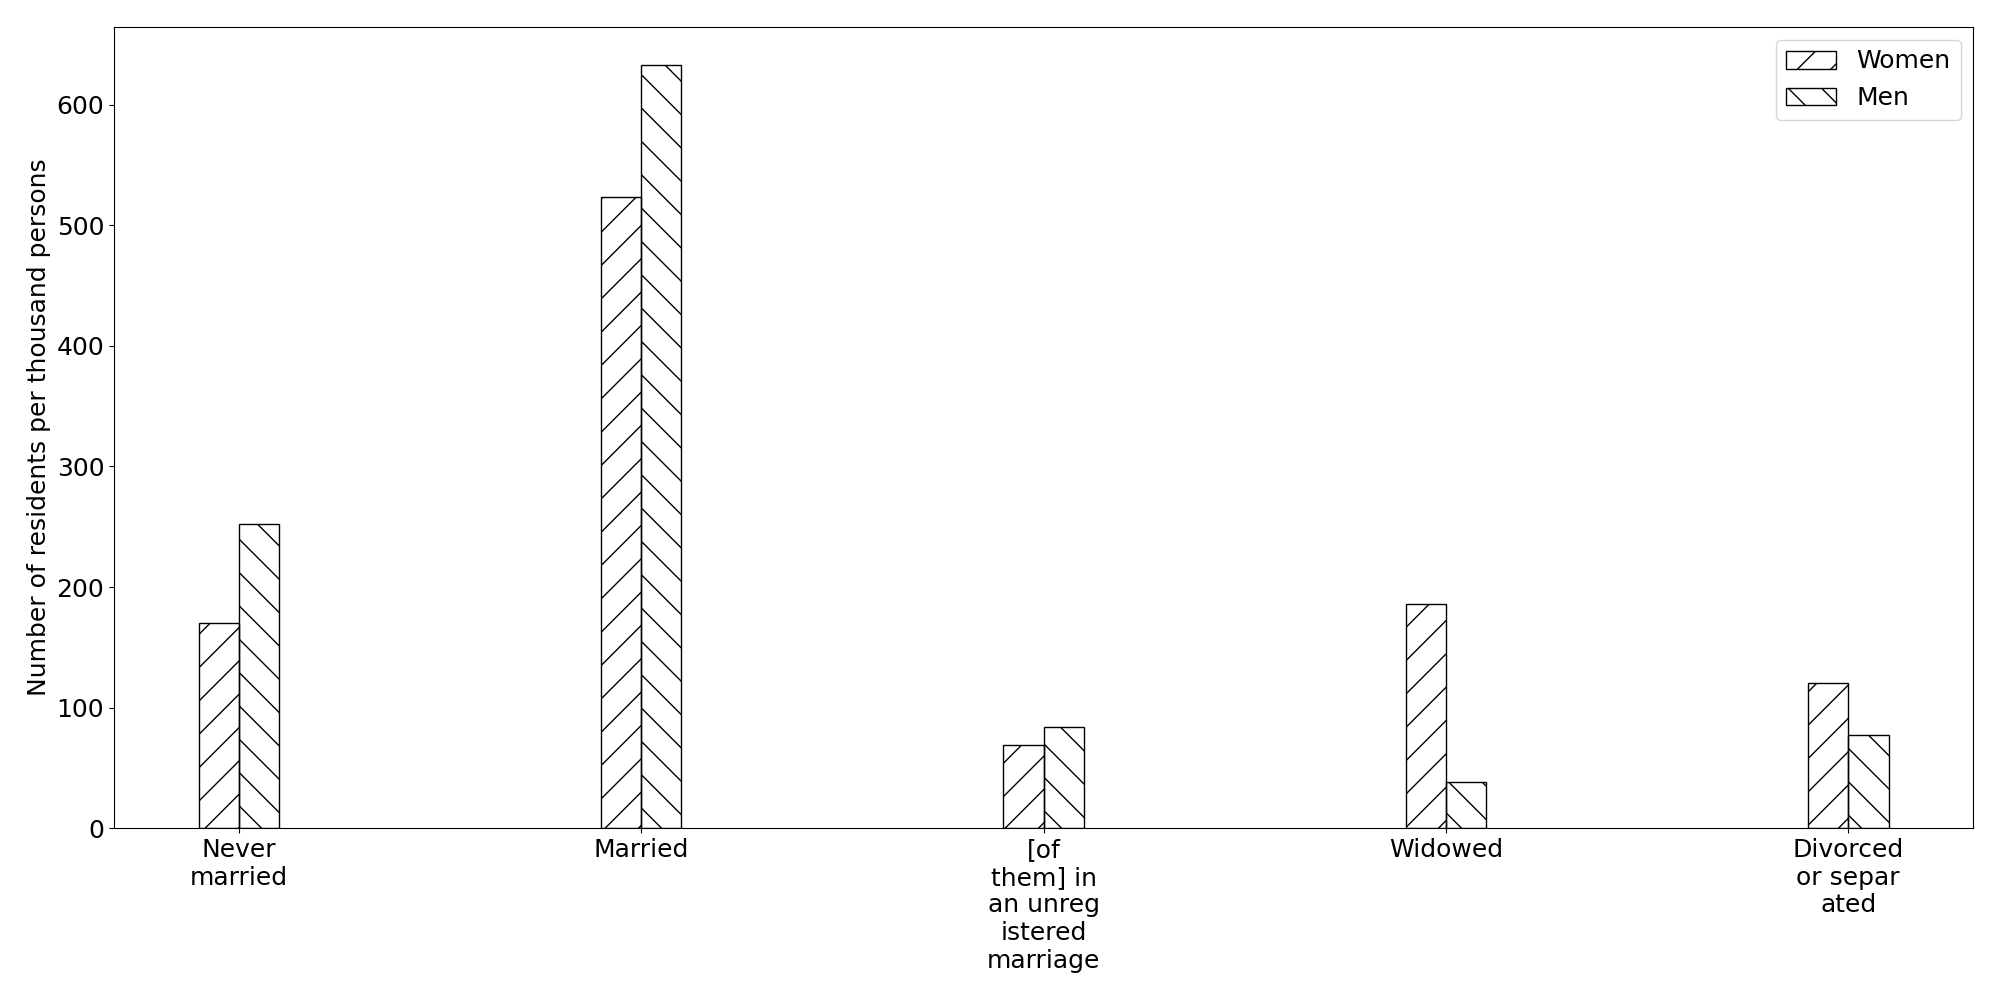 Women
Men
Number of residents per thousand persons
600
500
400
300
200
100
0
Never
married
Married
[of
them] in
an unreg
istered
marriage
Widowed
Divorced
or separ
ated